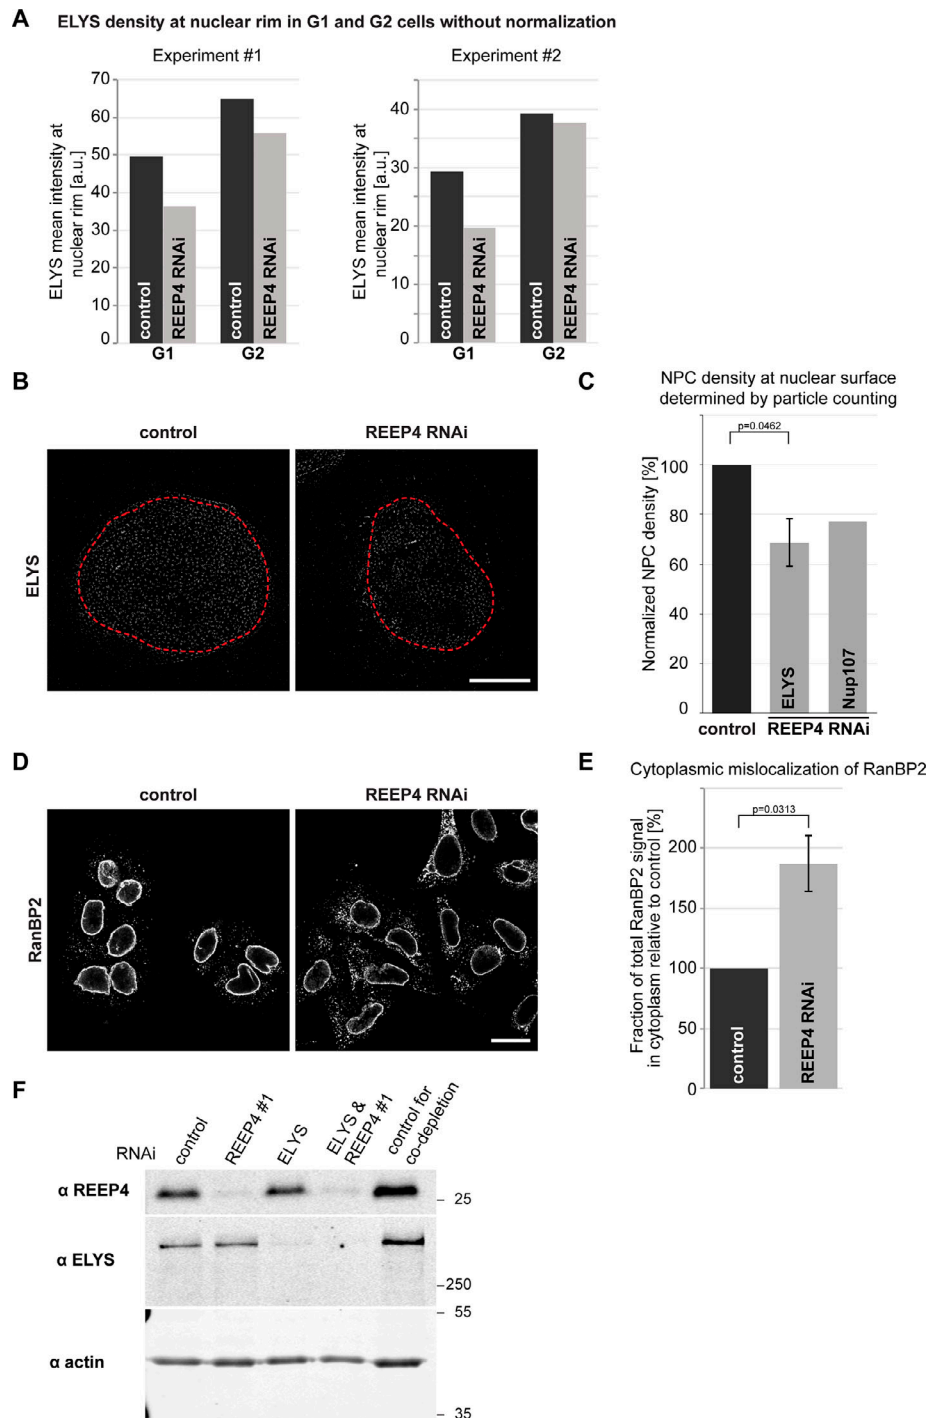 A ELYS density at nuclear rim in G1 and G2 cells without normalization
Experiment #1
ELYS mean intensity at
nuclear rim [a.u.]
70
60
50
40
30
20
10
0
control
REEP4 RNAi
control
REEP4 RNAi
G1
G2
Experiment #2
ELYS mean intensity at
nuclear rim [a.u.]
40
30
20
10
0
control
REEP4 RNAi
control
REEP4 RNAi
G1
G2
B
control
REEP4 RNAi
ELYS
C
NPC density at nuclear surface
determined by particle counting
p=0.0462
Normalized NPC density [%]
100
80
60
40
20
0
ELYS
Nup107
control
REEP4 RNAi
D
control
REEP4 RNAi
RanBP2
E
Cytoplasmic mislocalization of RanBP2
p=0.0313
Fraction of total RanBP2 signal
in cytoplasm relative to control [%]
200
150
100
50
0
control
REEP4 RNAi
F
RNAi
control
REEP4 #1
ELYS
ELYS &
REEP4 #1
control for
co-depletion
α REEP4
25
α ELYS
250
55
α actin
35